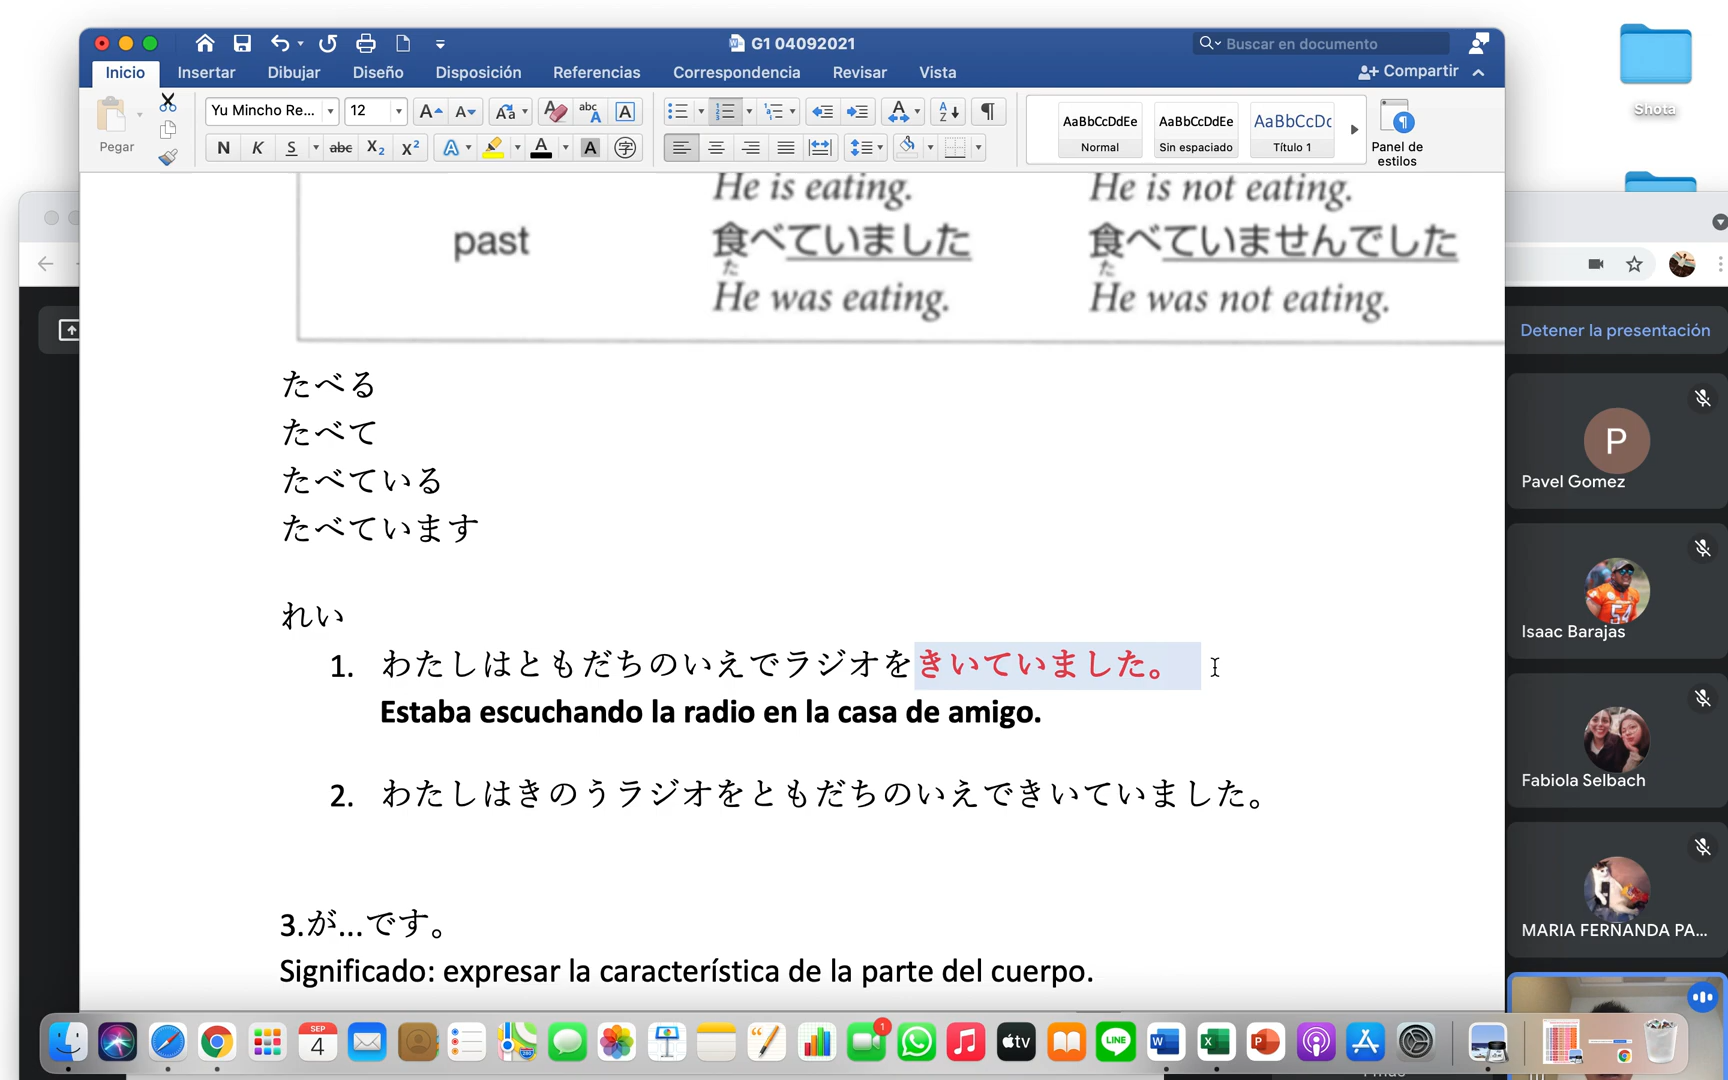 G1 04092021
Buscar en documento
Inicio Insertar Dibujar Diseño Disposición Referencias Correspondencia Revisar Vista
Compartir
Pegar
Yu Mincho Re... 12
AaBbCcDdEe AaBbCcDdEe AaBbCcDc
Normal Sin espaciado Título 1
Panel de estilos
He is eating. He is not eating.
past 食べていました 食べていませんでした
た た
He was eating. He was not eating.
たべる
たべて
たべている
たべています
れい
1. わたしはともだちのいえでラジオをきいていました。
Estaba escuchando la radio en la casa de amigo.
2. わたしはきのうラジオをともだちのいえできいていました。
3.が...です。
Significado: expresar la característica de la parte del cuerpo.
Shota
Detener la presentación
P
Pavel Gomez
Isaac Barajas
Fabiola Selbach
MARIA FERNANDA PA...
SEP
4
1
tv
LINE